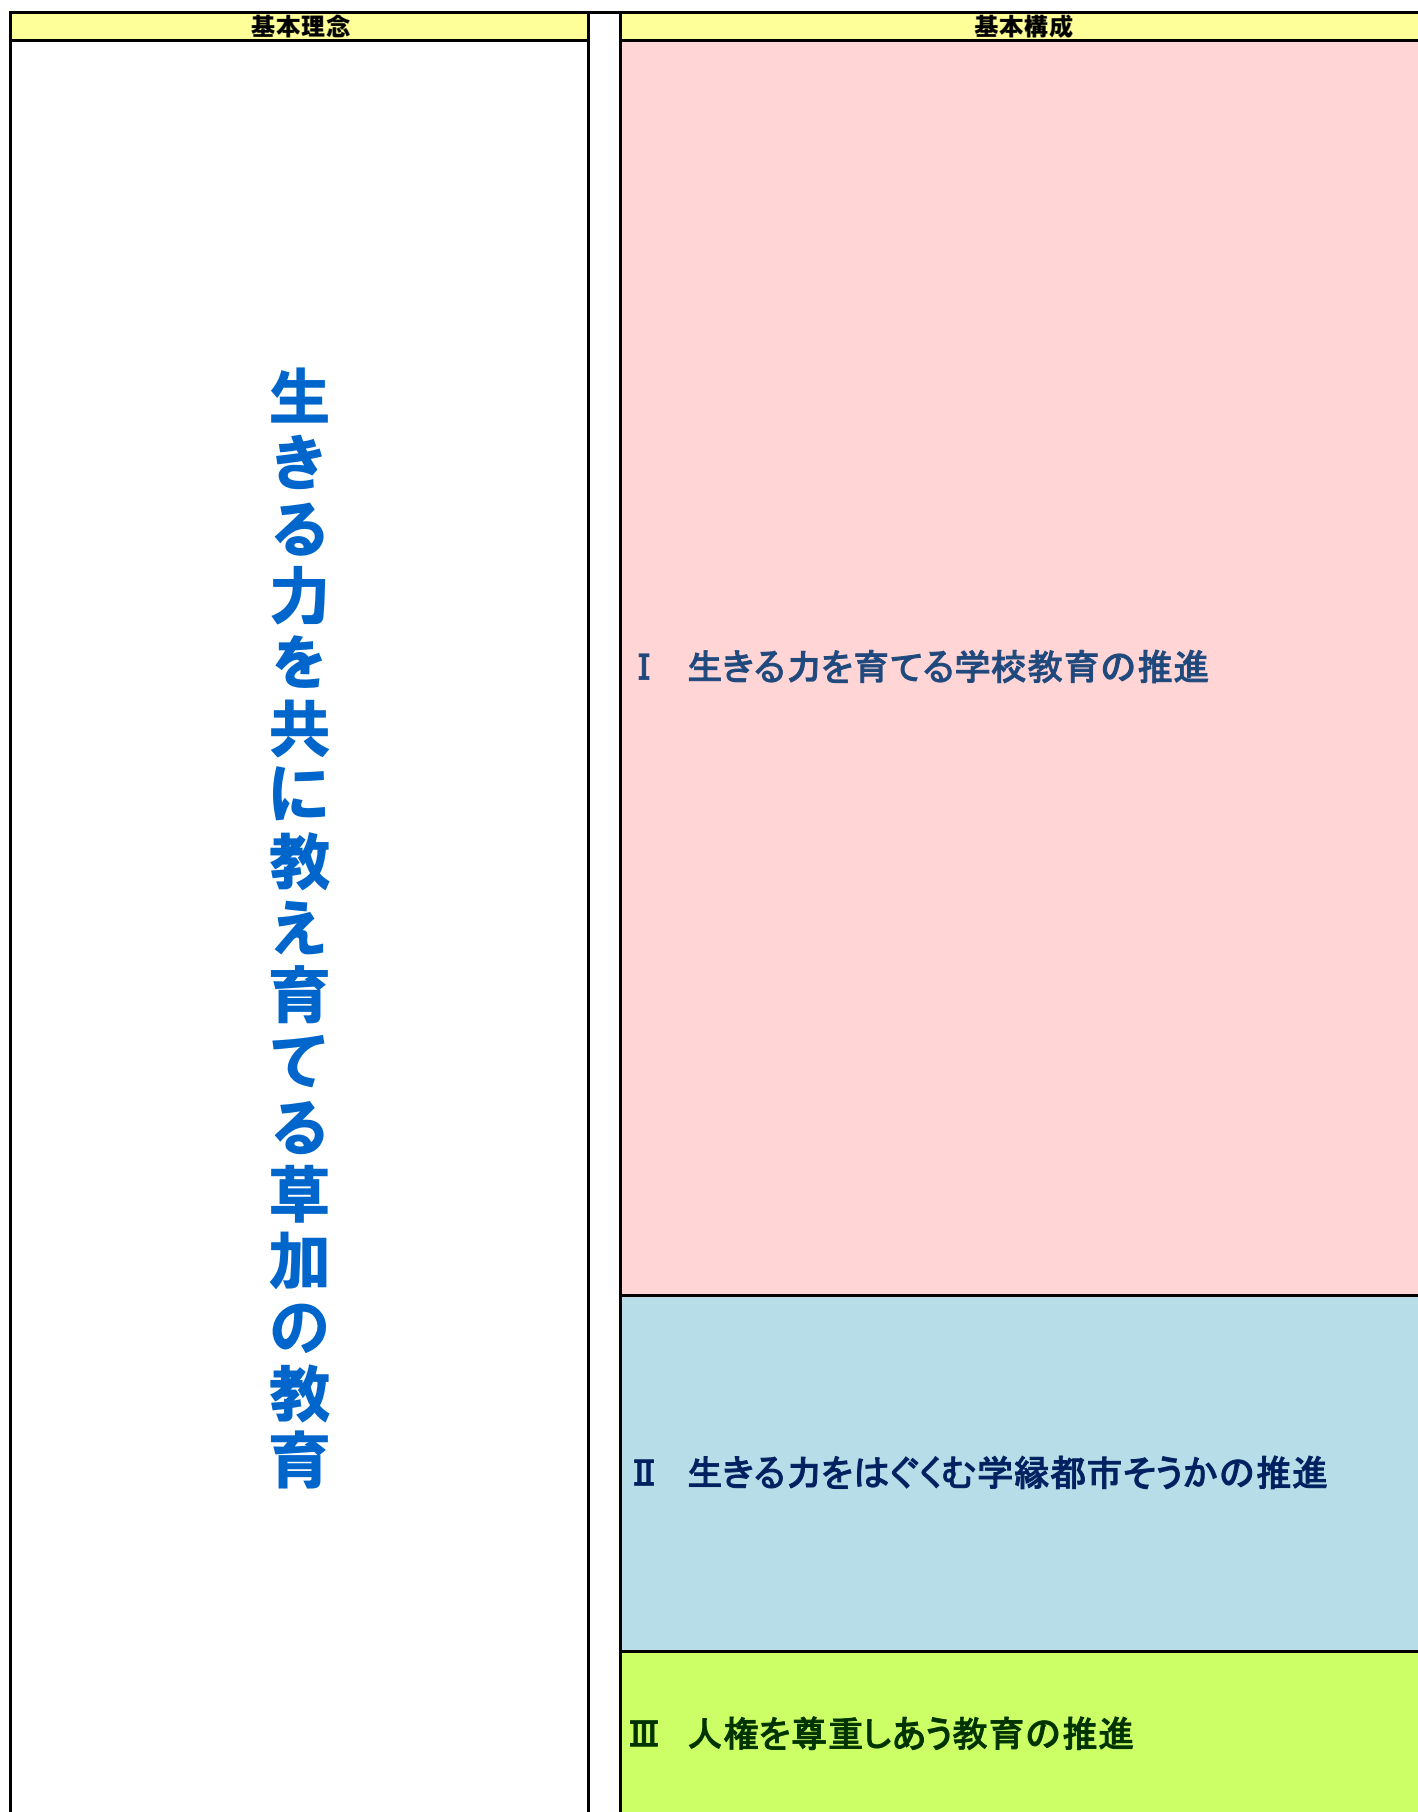 基本理念
基本構成
生きる力を共に教え育てる草加の教育
Ⅰ　生きる力を育てる学校教育の推進
Ⅱ　生きる力をはぐくむ学縁都市そうかの推進
Ⅲ　人権を尊重しあう教育の推進